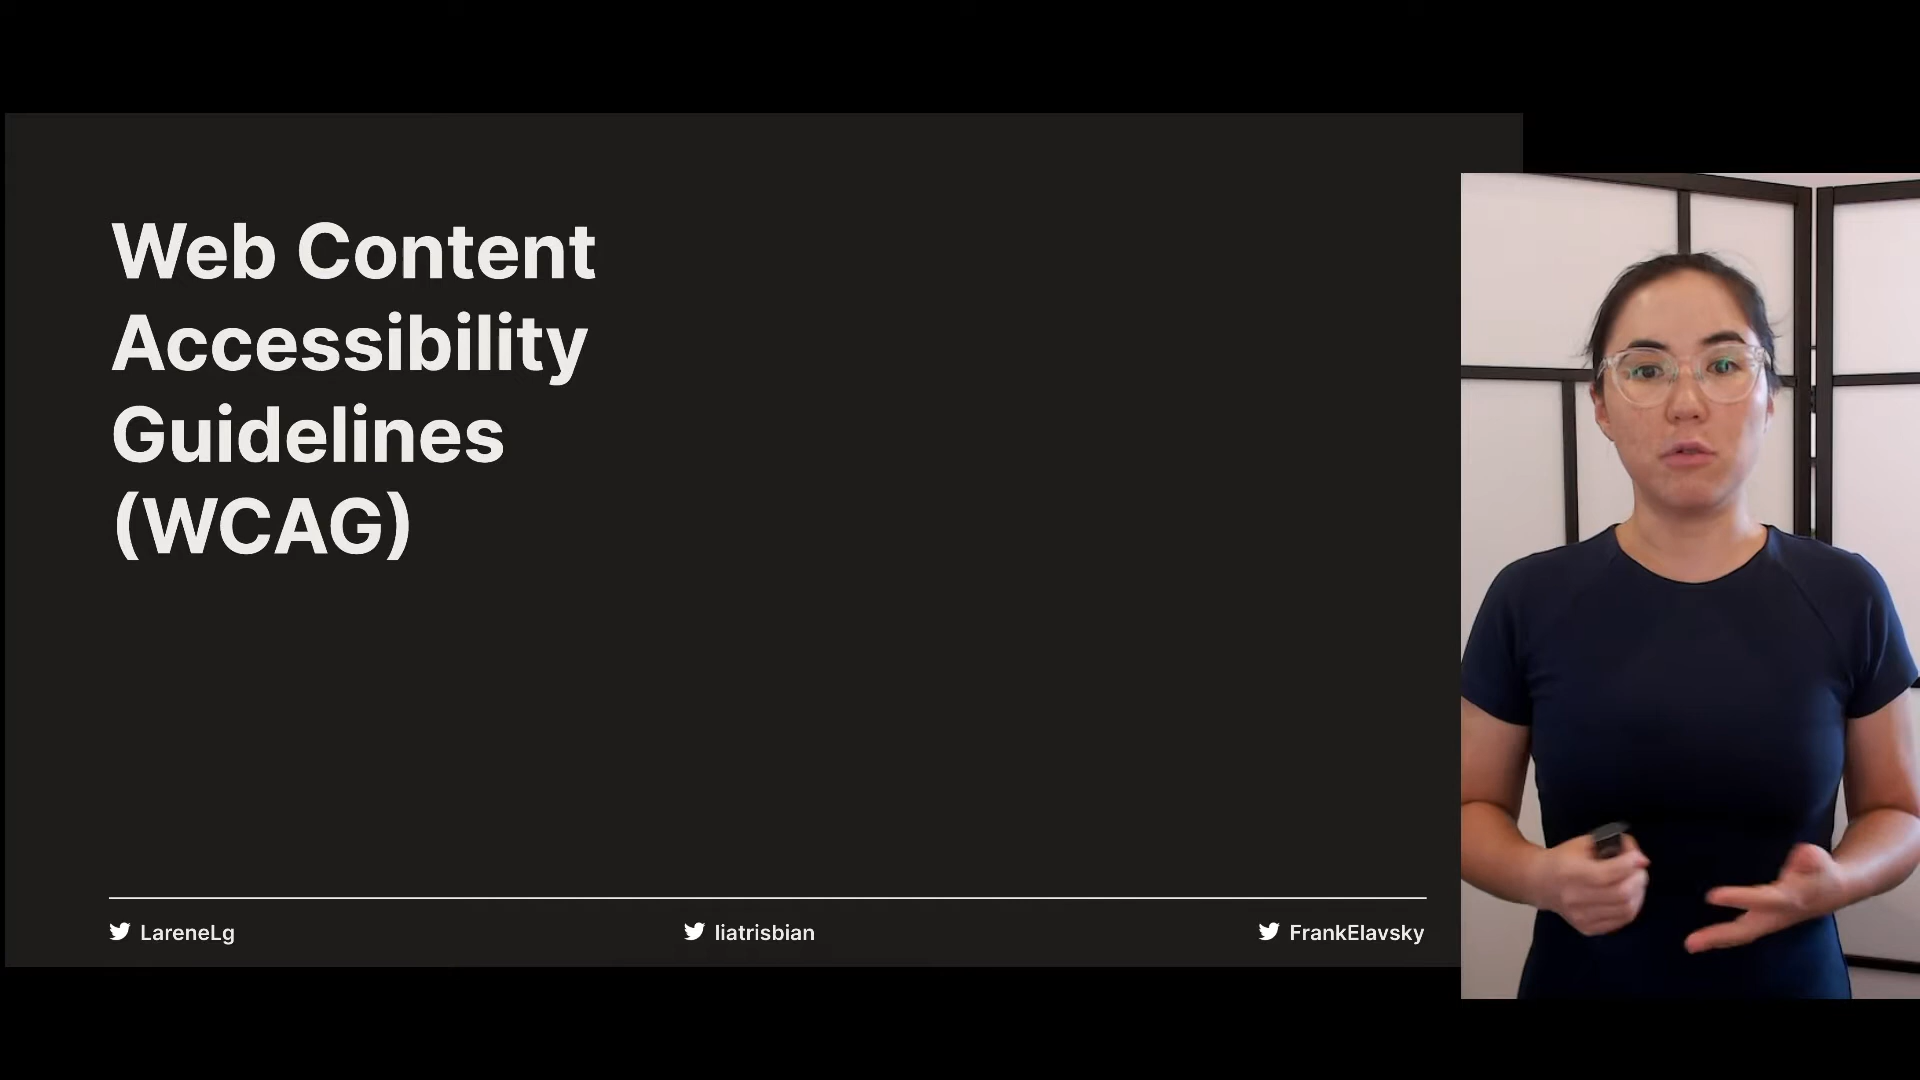 Web Content
Accessibility
Guidelines
(WCAG)
LareneLg
liatrisbian
FrankElavsky